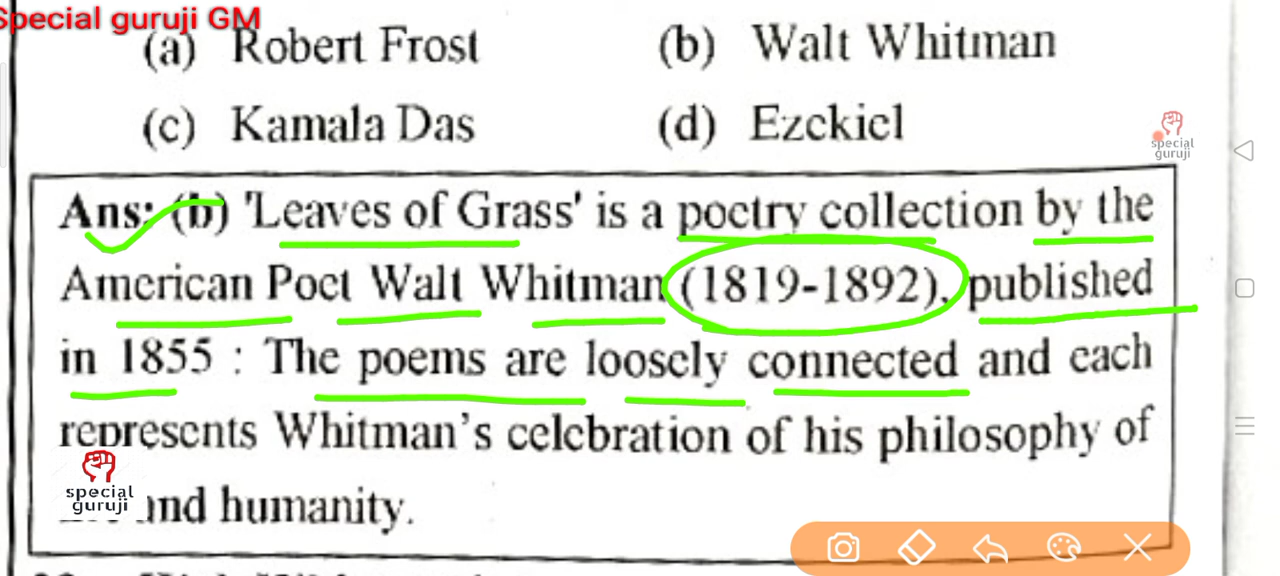 Special guruji GM
(a) Robert Frost (b) Walt Whitman
(c) Kamala Das (d) Ezekiel
special
guruji
Ans: (b) 'Leaves of Grass' is a poetry collection by the
American Poet Walt Whitman (1819-1892), published
in 1855 : The poems are loosely connected and each
represents Whitman's celebration of his philosophy of
and humanity.
special
guruji